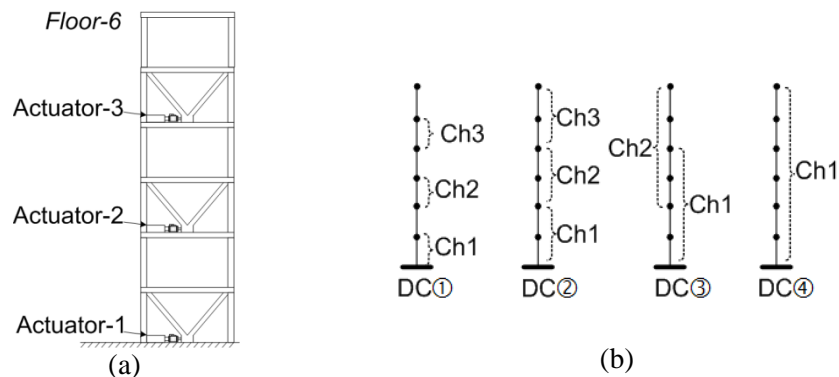 Floor-6
Actuator-3
Actuator-2
Actuator-1
(a)
Ch3
Ch2
Ch1
DC①
Ch3
Ch2
Ch1
DC②
Ch2
Ch1
DC③
Ch1
DC④
(b)